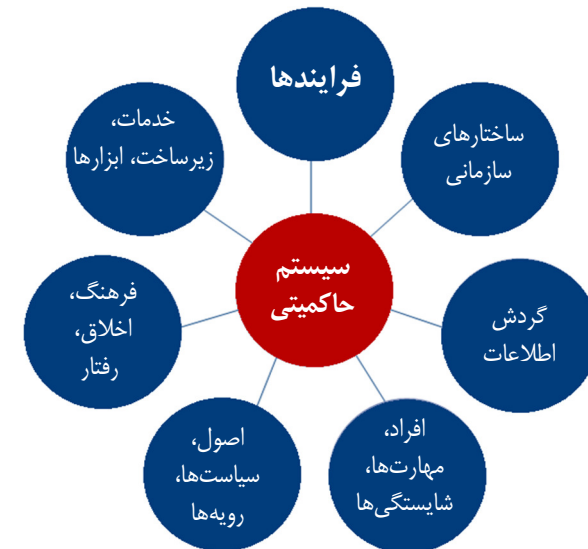 فرایندها
ساختارهای
سازمانی
گردش
اطلاعات
افراد،
مهارت‌ها،
شایستگی‌ها
اصول،
سیاست‌ها،
رویه‌ها
فرهنگ،
اخلاق،
رفتار
خدمات،
زیرساخت، ابزارها
سیستم
حاکمیتی